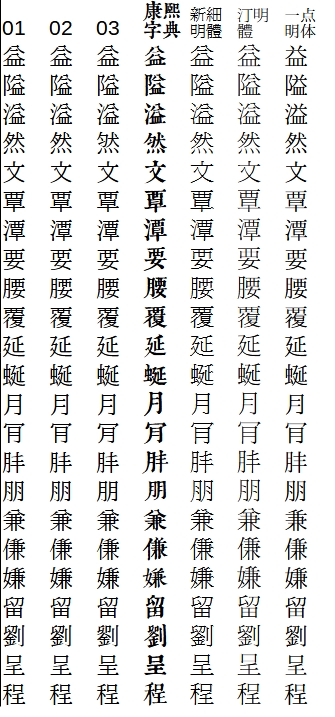 01 02 03 康熙字典 新細明體 汀明體 一点明体
益 益 益 益 益 益 益
隘 隘 隘 隘 隘 隘 隘
溢 溢 溢 溢 溢 溢 溢
然 然 然 然 然 然 然
文 文 文 文 文 文 文
覃 覃 覃 覃 覃 覃 覃
潭 潭 潭 潭 潭 潭 潭
要 要 要 要 要 要 要
腰 腰 腰 腰 腰 腰 腰
覆 覆 覆 覆 覆 覆 覆
延 延 延 延 延 延 延
蜒 蜒 蜒 蜒 蜒 蜒 蜒
月 月 月 月 月 月 月
肎 肎 肎 肎 肎 肎 肎
胖 胖 胖 胖 胖 胖 胖
朋 朋 朋 朋 朋 朋 朋
兼 兼 兼 兼 兼 兼 兼
傔 傔 傔 傔 傔 傔 傔
嫌 嫌 嫌 嫌 嫌 嫌 嫌
留 留 留 留 留 留 留
劉 劉 劉 劉 劉 劉 劉
呈 呈 呈 呈 呈 呈 呈
程 程 程 程 程 程 程